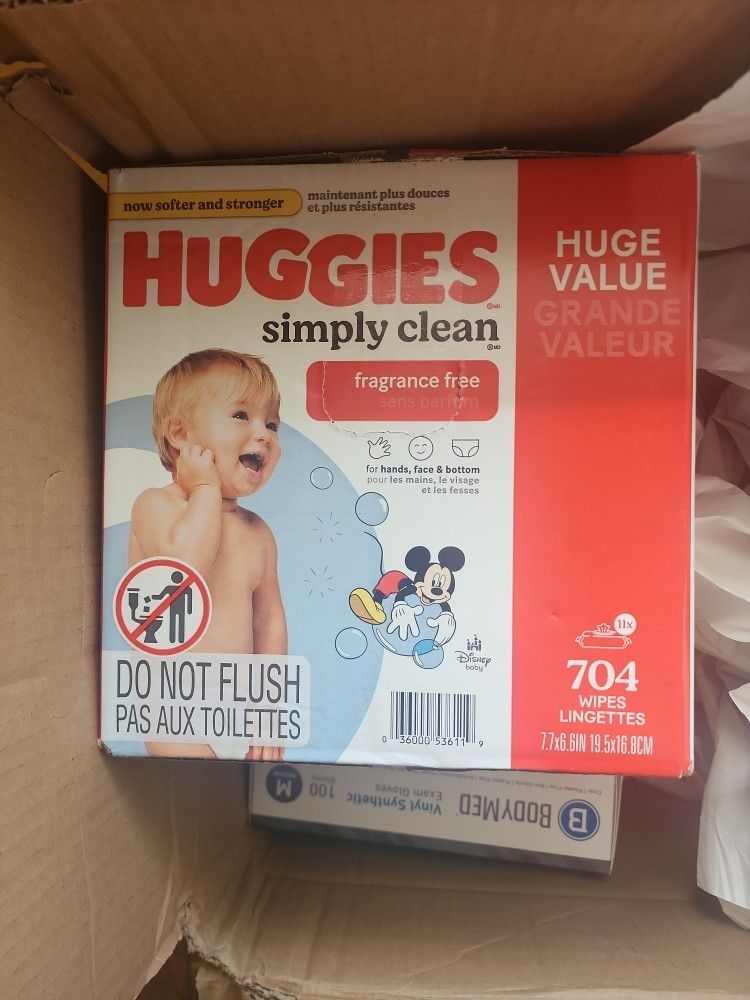 now softer and stronger
maintenant plus douces
et plus résistantes
HUGGIES
simply clean
fragrance free
sans parfum
for hands, face & bottom
pour les mains, le visage
et les fesses
HUGE
VALUE
GRANDE
VALEUR
Disney
baby
DO NOT FLUSH
PAS AUX TOILETTES
0 36000 53611 9
11x
704
WIPES
LINGETTES
7.7x6.6IN 19.5x16.8CM
B BODYMED
Vinyl Synthetic
Exam Gloves
100
Gloves
M